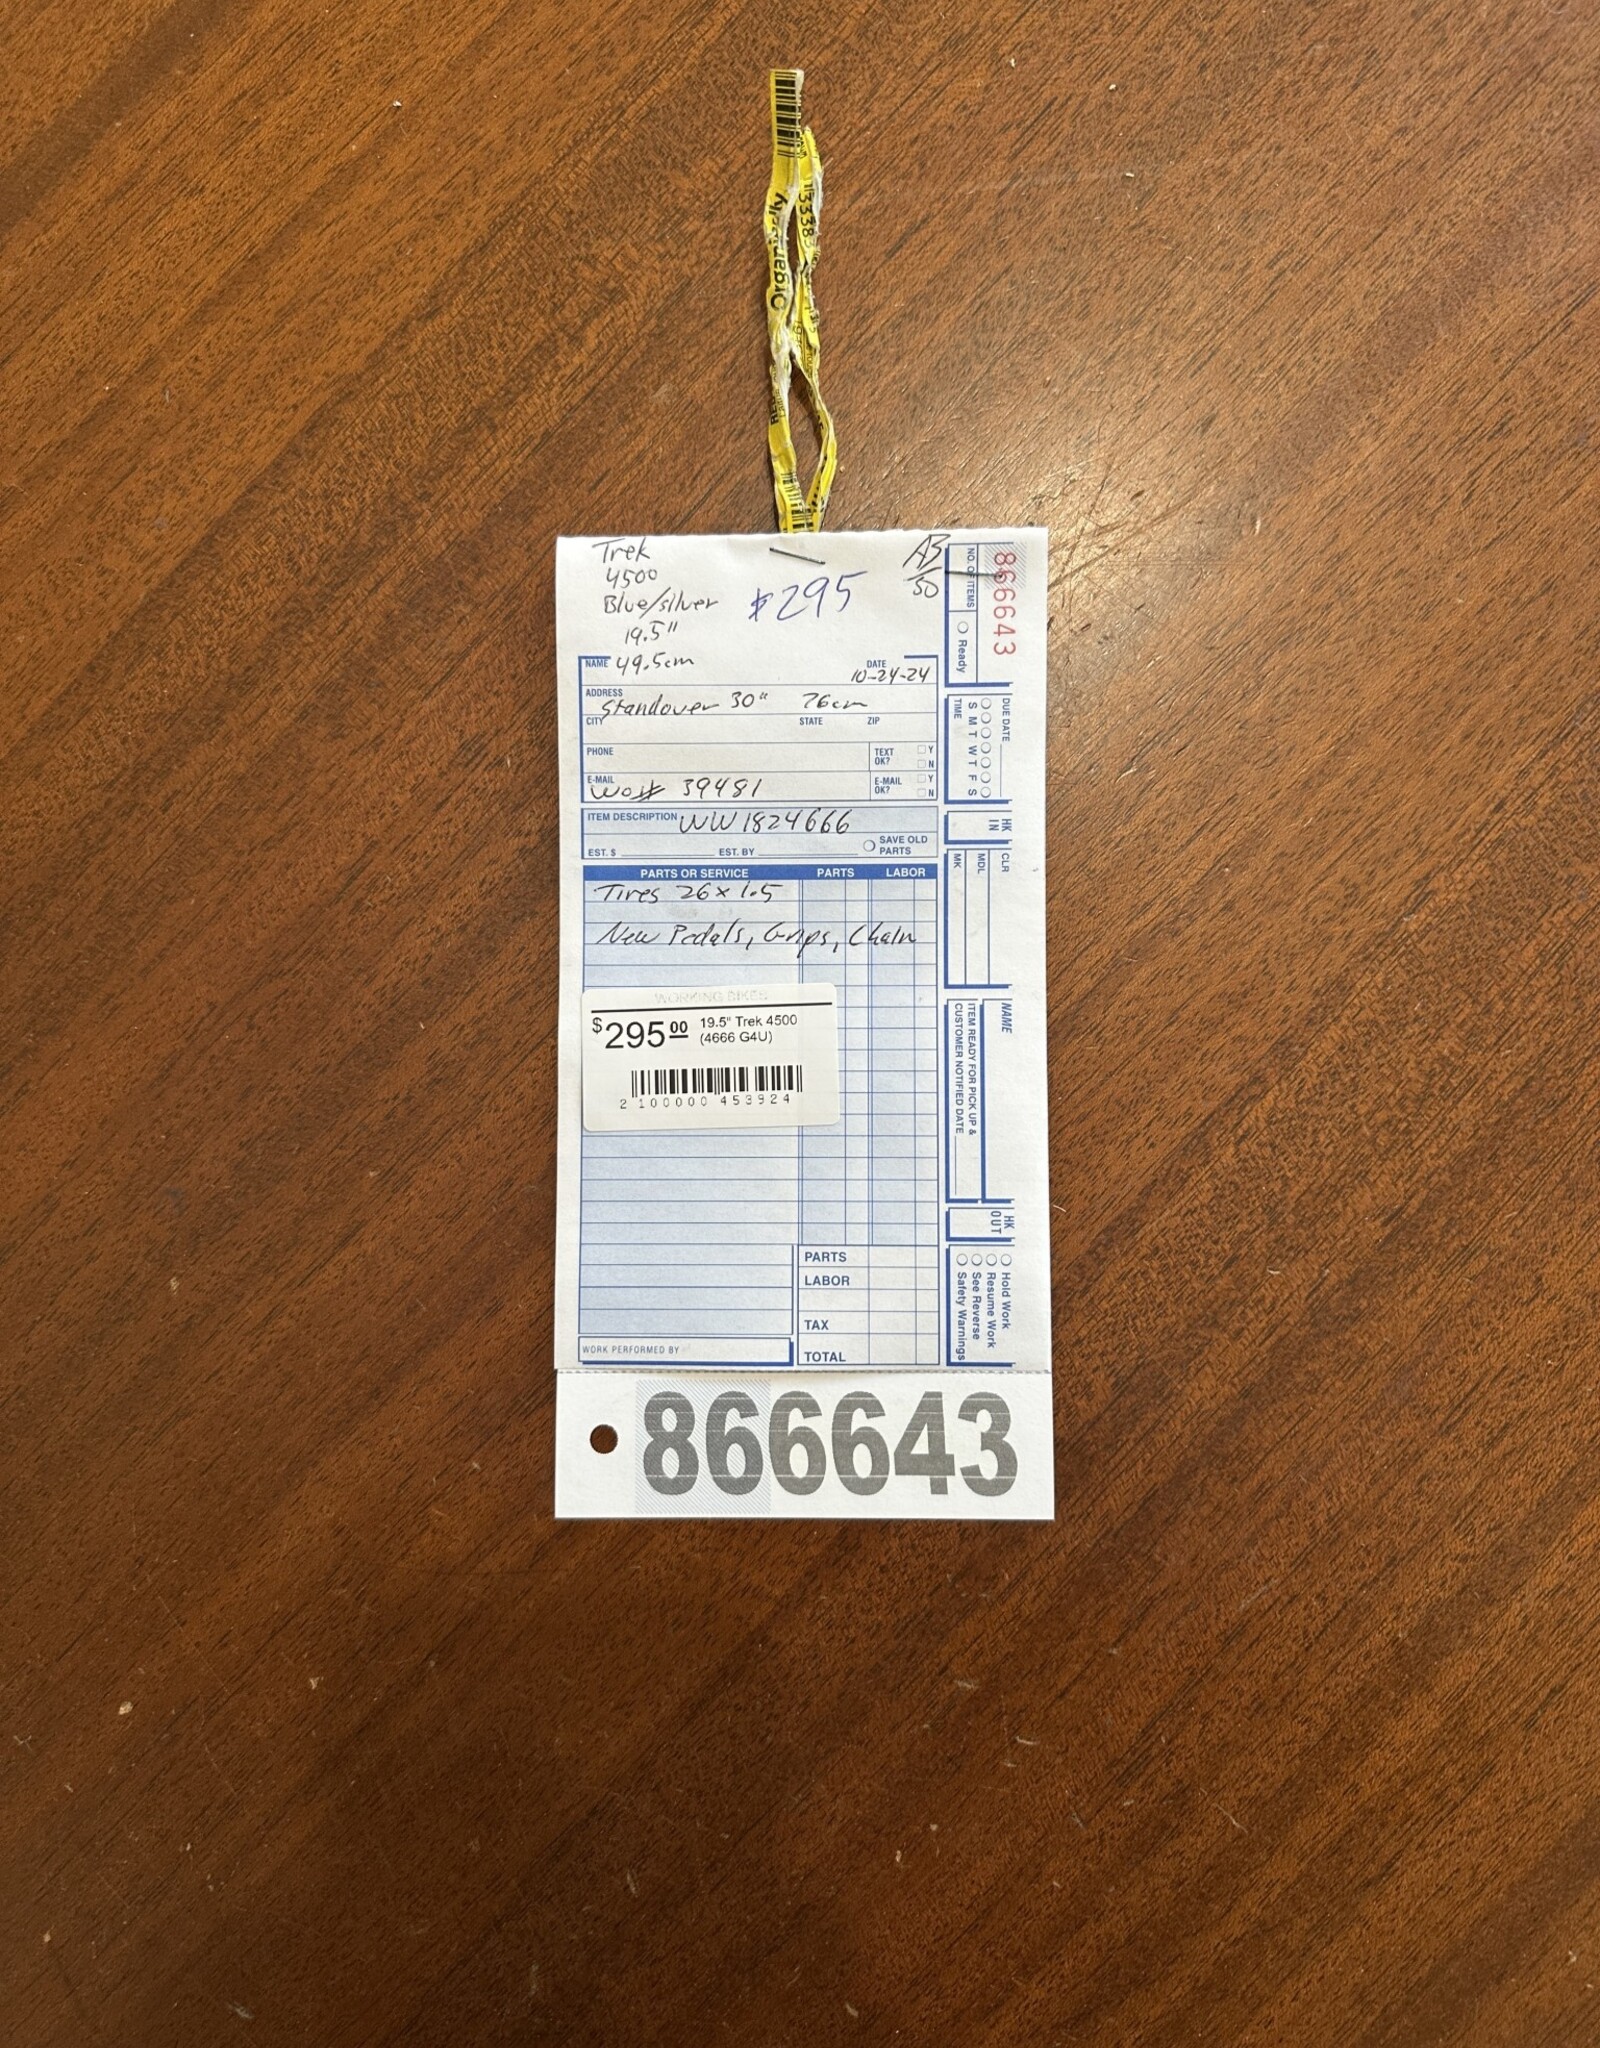 Organically
13338
Trek
4500
Blue/silver
19.5"
$295
AB
50
NAME 49.5cm
DATE
10-24-24
ADDRESS
Standover 30" 76cm
CITY STATE ZIP
PHONE
TEXT OK? Y N
E-MAIL
WO# 39481
E-MAIL OK? Y N
ITEM DESCRIPTION WW1824666
EST. $ EST. BY
SAVE OLD PARTS
PARTS OR SERVICE PARTS LABOR
Tires 26 x 1.5
New Pedals, Grips, Chain
WORKING BIKES
$295.00 19.5" Trek 4500
(4666 G4U)
2 100000 453924
PARTS
LABOR
TAX
TOTAL
WORK PERFORMED BY
866643
NO. OF ITEMS
Ready
DUE DATE
S M T W T F S
TIME
HK IN
CLR
MDL
MK
NAME
ITEM READY FOR PICK UP &
CUSTOMER NOTIFIED DATE
HK OUT
Hold Work
Resume Work
See Reverse
Safety Warnings
866643